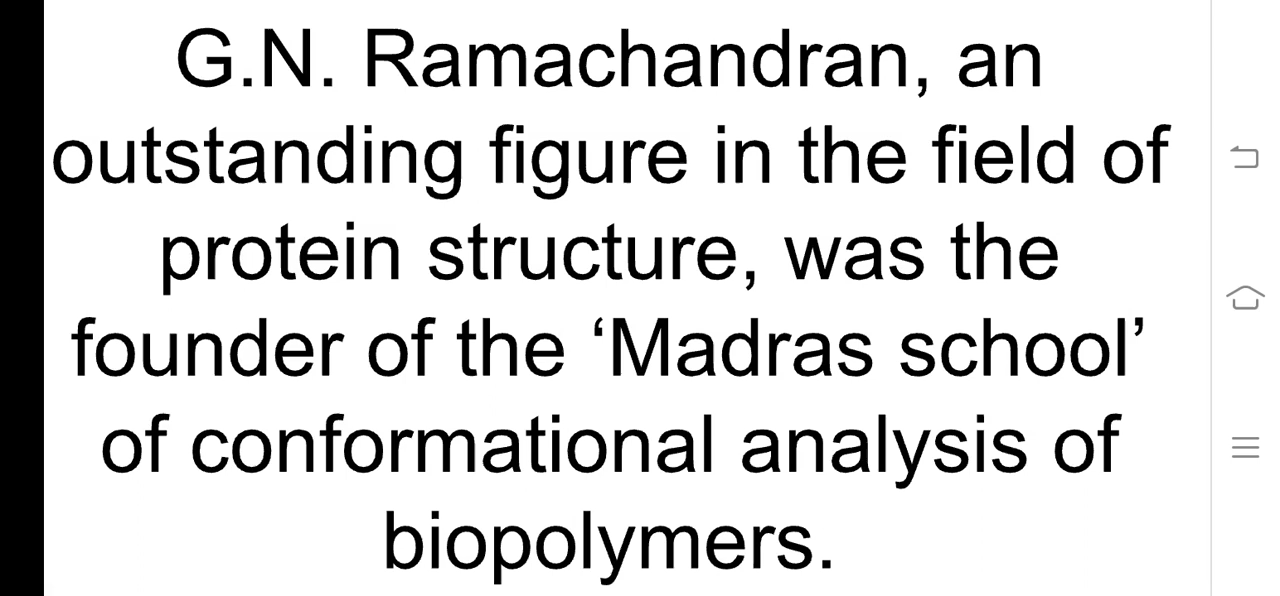 G.N. Ramachandran, an
outstanding figure in the field of
protein structure, was the
founder of the ‘Madras school’
of conformational analysis of
biopolymers.